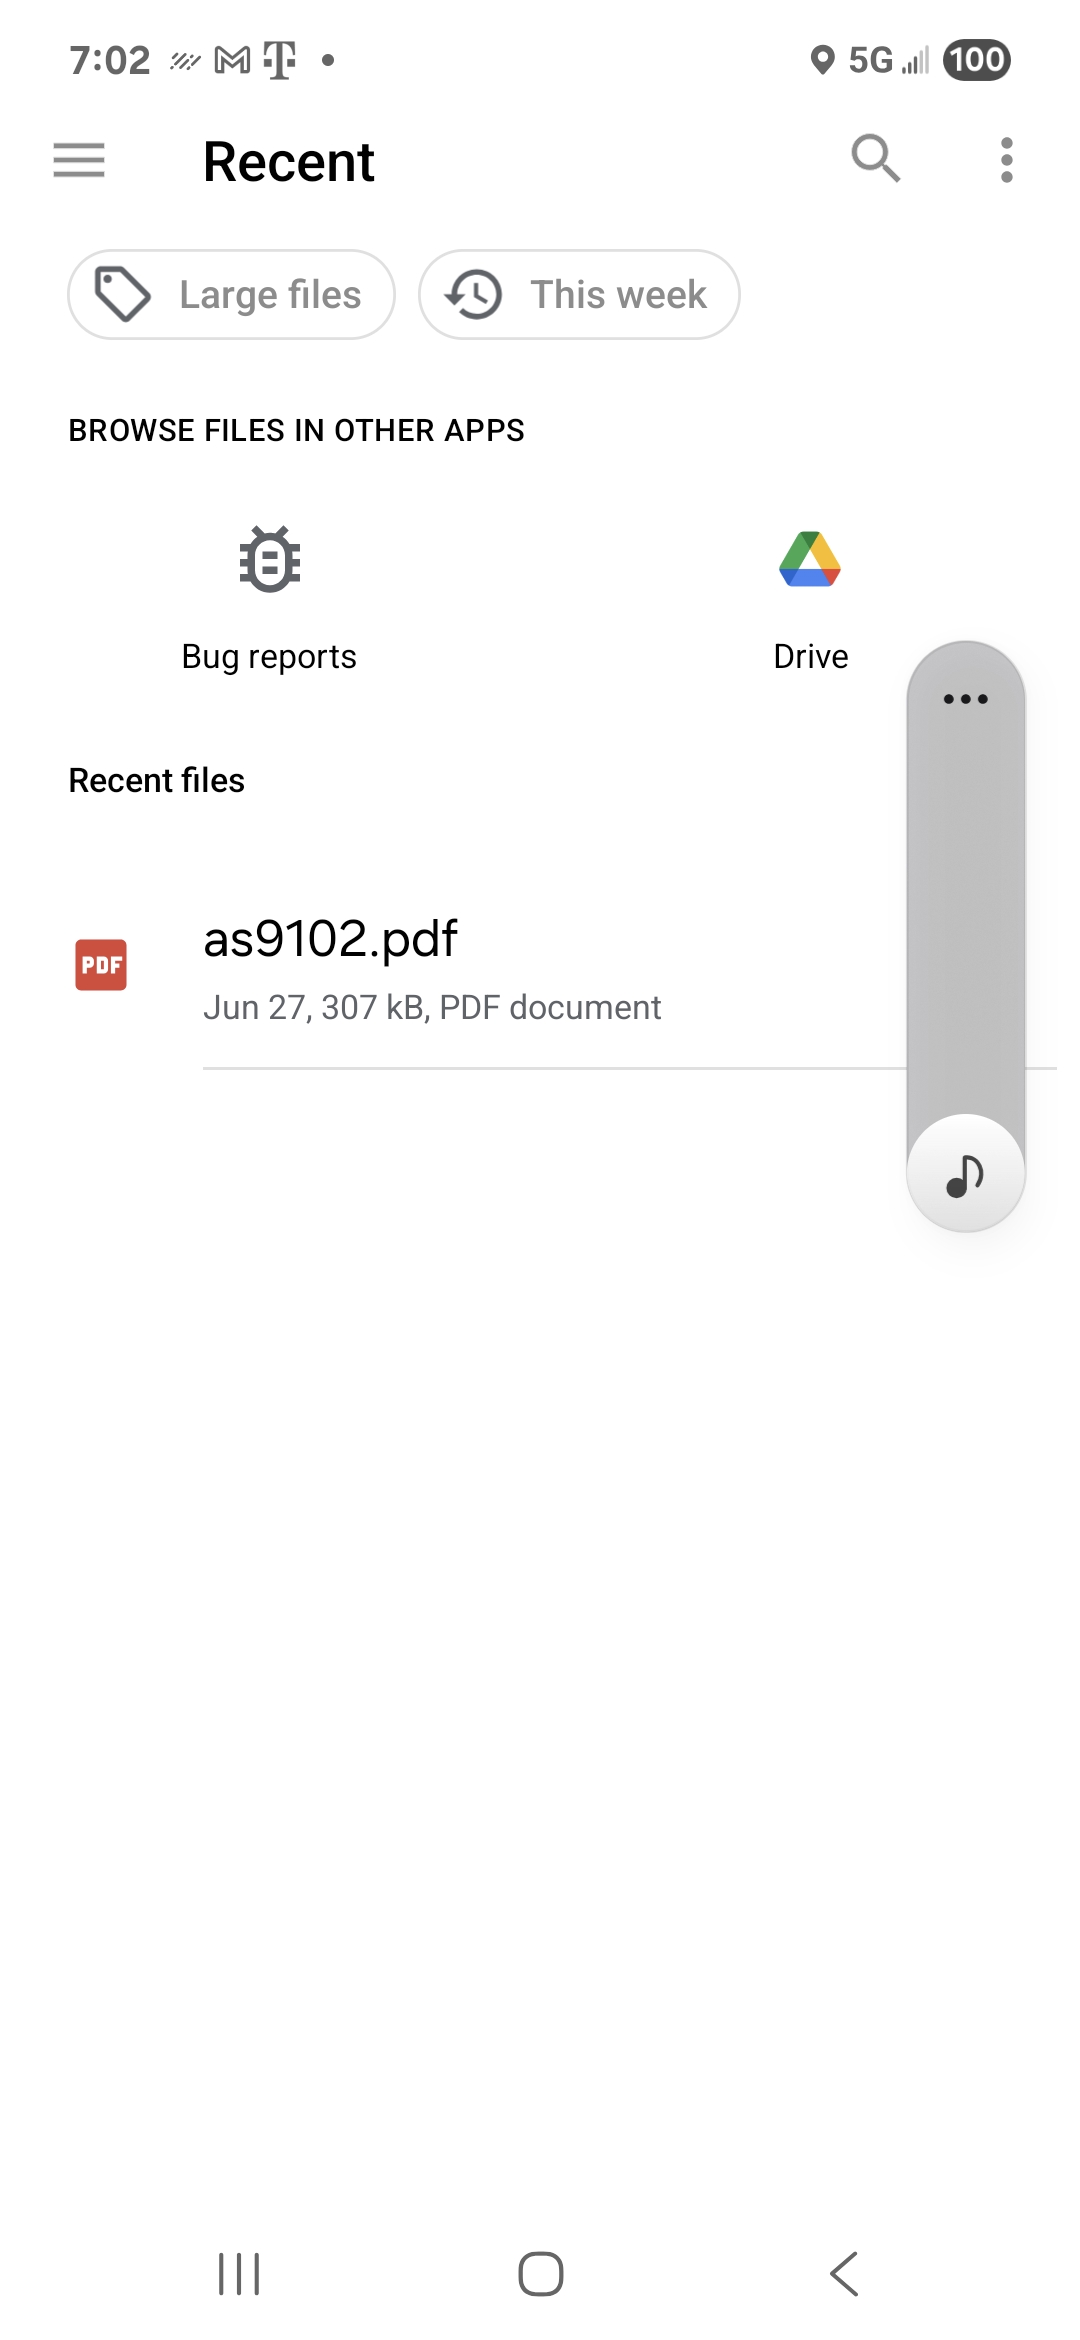 7:02 5G 100
Recent
Large files This week
BROWSE FILES IN OTHER APPS
Bug reports Drive
Recent files
PDF
as9102.pdf
Jun 27, 307 kB, PDF document